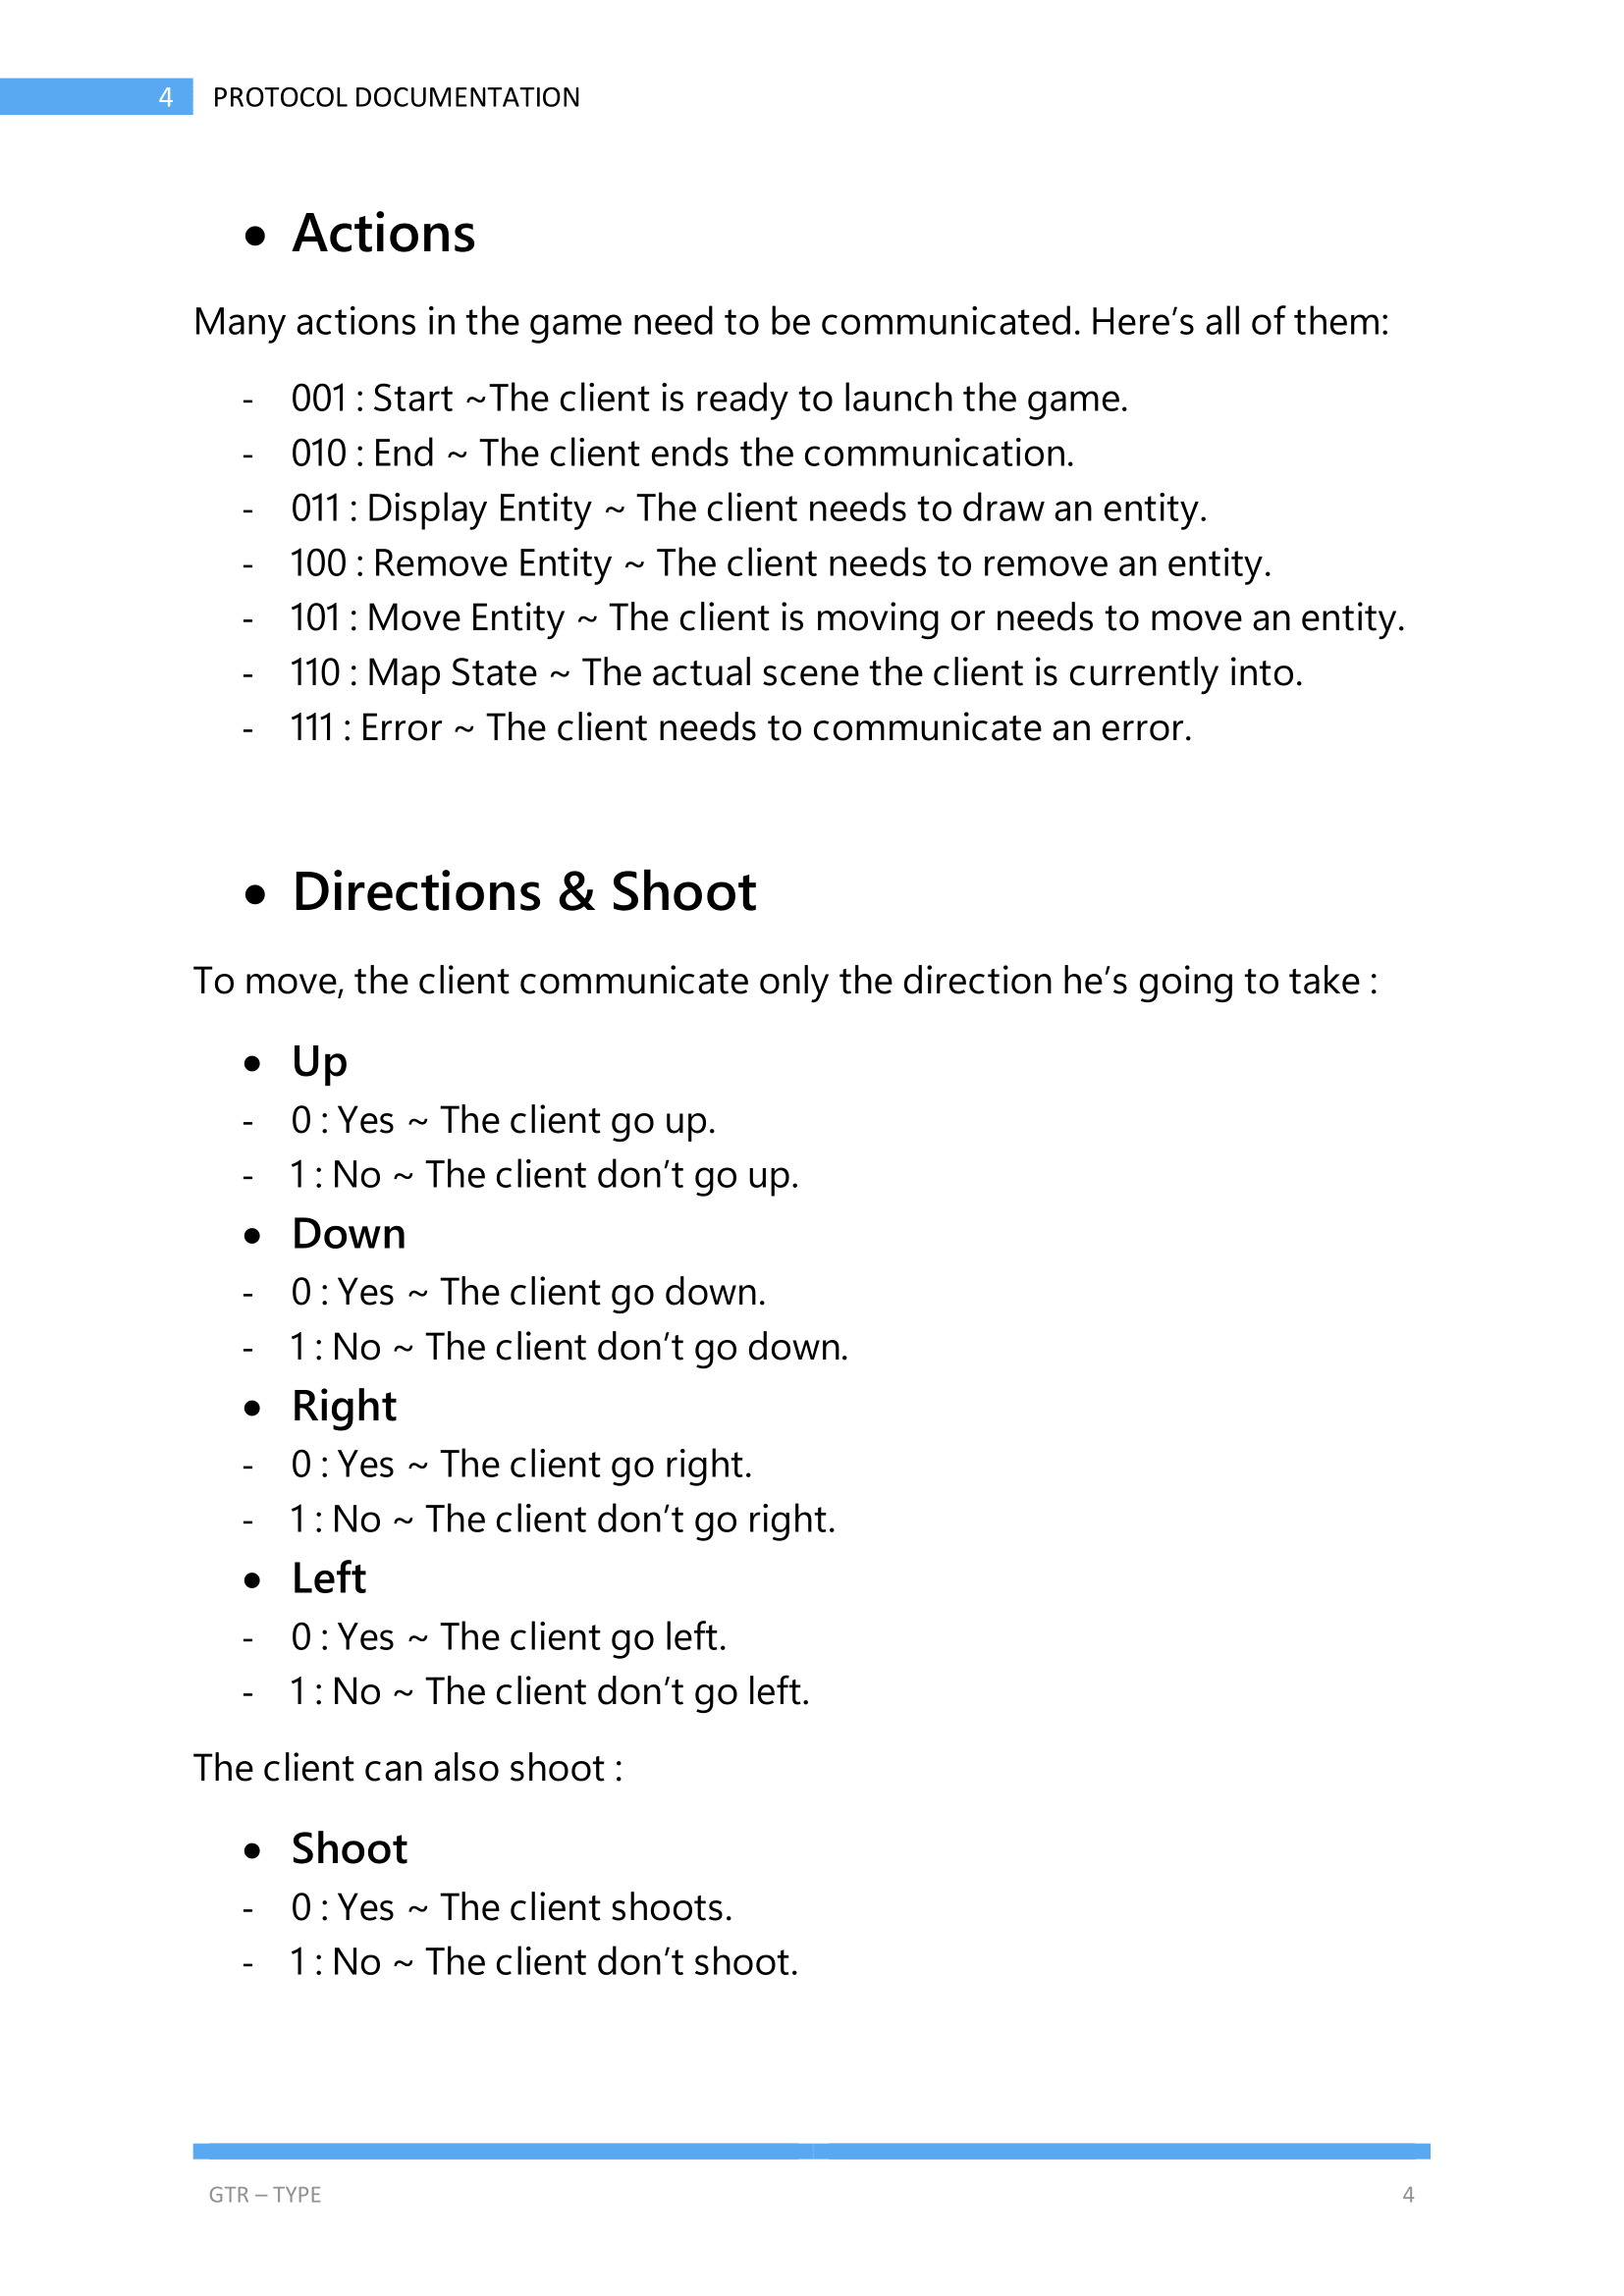 4 PROTOCOL DOCUMENTATION
• Actions
Many actions in the game need to be communicated. Here’s all of them:
- 001 : Start ~The client is ready to launch the game.
- 010 : End ~ The client ends the communication.
- 011 : Display Entity ~ The client needs to draw an entity.
- 100 : Remove Entity ~ The client needs to remove an entity.
- 101 : Move Entity ~ The client is moving or needs to move an entity.
- 110 : Map State ~ The actual scene the client is currently into.
- 111 : Error ~ The client needs to communicate an error.
• Directions & Shoot
To move, the client communicate only the direction he’s going to take :
• Up
- 0 : Yes ~ The client go up.
- 1 : No ~ The client don’t go up.
• Down
- 0 : Yes ~ The client go down.
- 1 : No ~ The client don’t go down.
• Right
- 0 : Yes ~ The client go right.
- 1 : No ~ The client don’t go right.
• Left
- 0 : Yes ~ The client go left.
- 1 : No ~ The client don’t go left.
The client can also shoot :
• Shoot
- 0 : Yes ~ The client shoots.
- 1 : No ~ The client don’t shoot.
GTR – TYPE 4